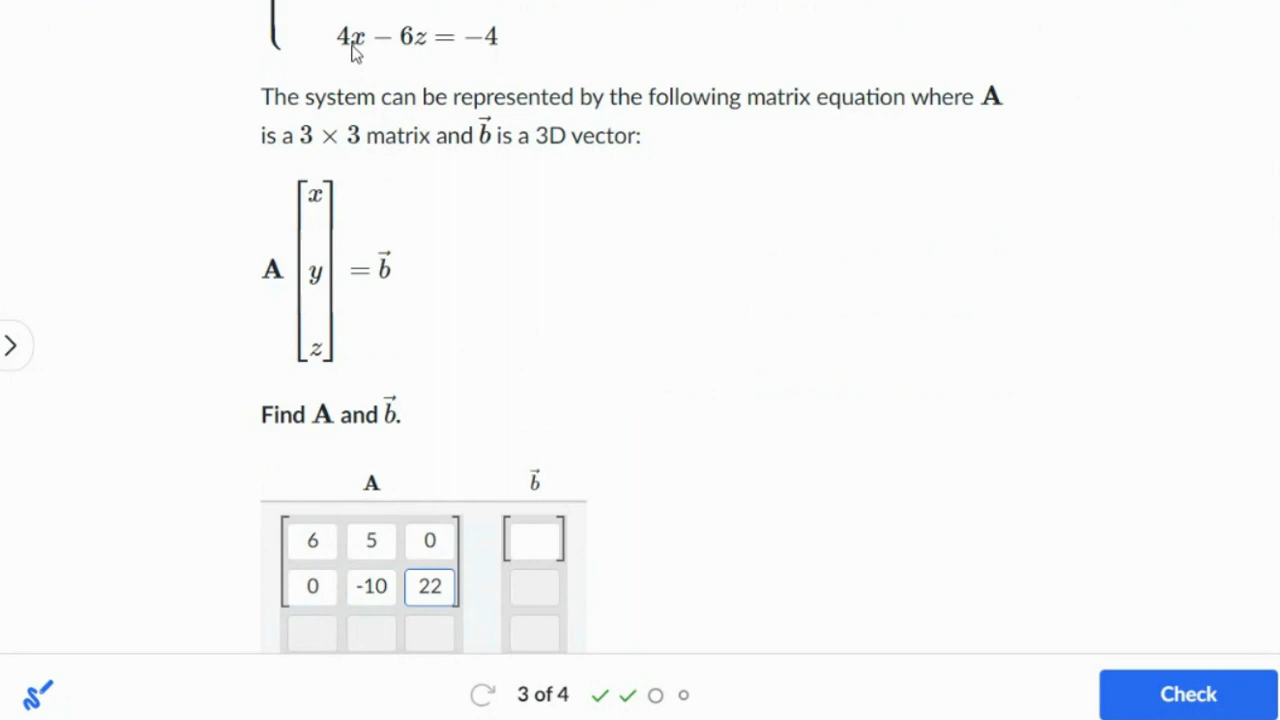 4x − 6z = −4
The system can be represented by the following matrix equation where A
is a 3 × 3 matrix and b⃗ is a 3D vector:
x
A y = b⃗
z
Find A and b⃗.
A b⃗
6 5 0
0 -10 22
3 of 4
Check